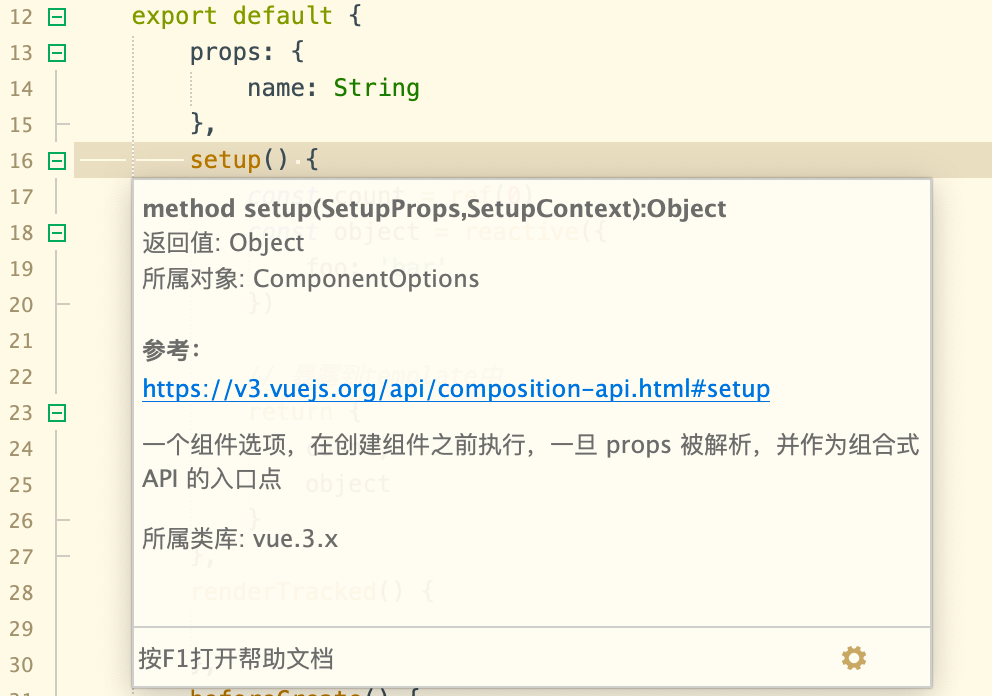 12 export default {
13 props: {
14 name: String
15 },
16 setup() {
17 const count = ref(0)
method setup(SetupProps,SetupContext):Object
18 const object = reactive({
返回值: Object
19 foo: 'bar'
所属对象: ComponentOptions
20 })
21
参考：
22
https://v3.vuejs.org/api/composition-api.html#setup
23 return {
24
一个组件选项，在创建组件之前执行，一旦 props 被解析，并作为组合式
API 的入口点
25 object
26 }
所属类库: vue.3.x
27 },
28 renderTracked() {
29
30
按F1打开帮助文档
beforeCreate() {